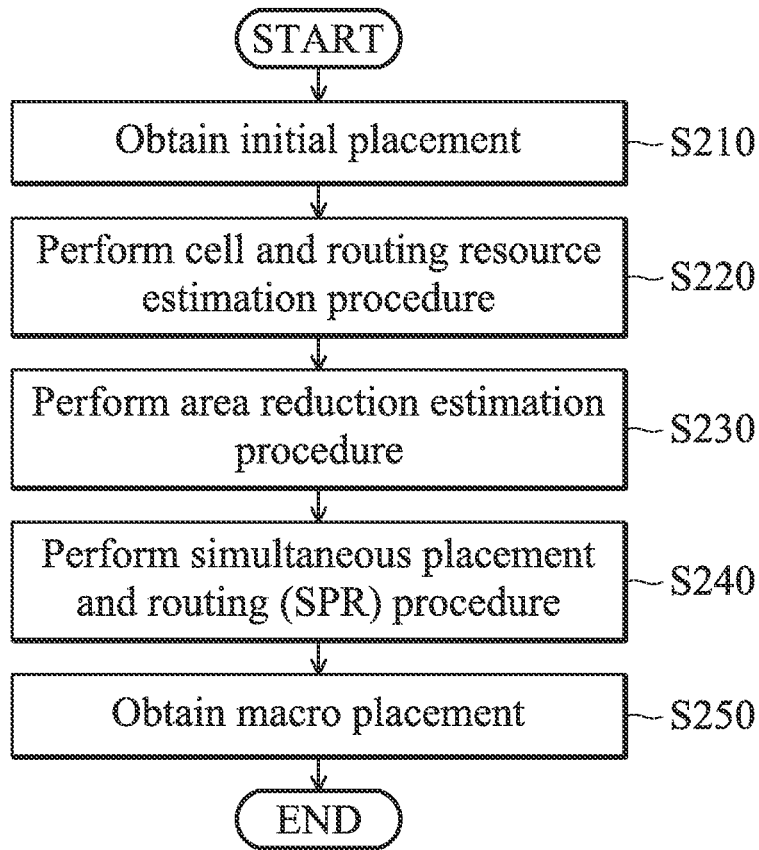 START
Obtain initial placement
S210
Perform cell and routing resource
estimation procedure
S220
Perform area reduction estimation
procedure
S230
Perform simultaneous placement
and routing (SPR) procedure
S240
Obtain macro placement
S250
END